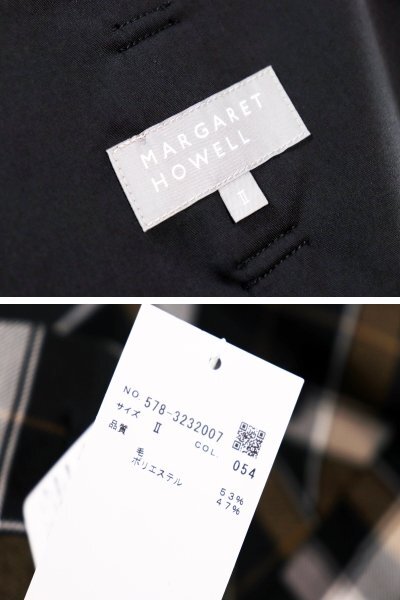 MARGARET
HOWELL
II
NO. 578-3232007
サイズ II COL 054
品質
毛 53%
ポリエステル 47%